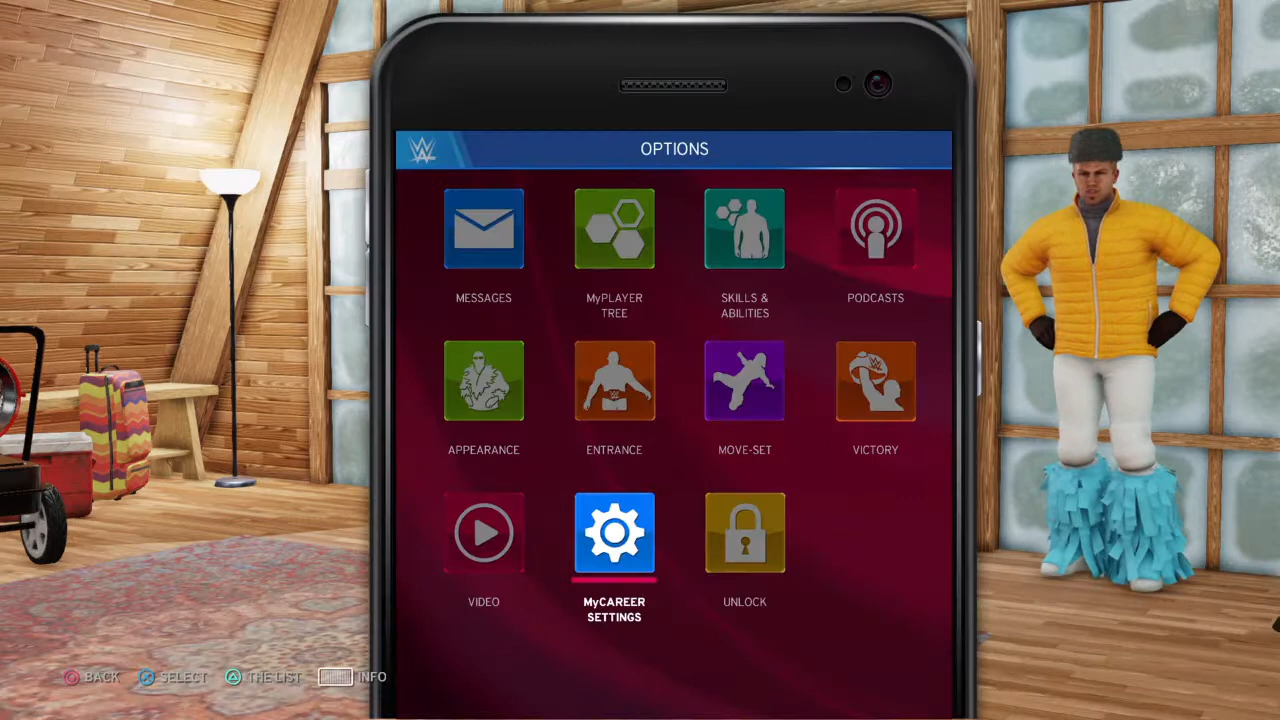 OPTIONS
MESSAGES
MyPLAYER
TREE
SKILLS &
ABILITIES
PODCASTS
APPEARANCE
ENTRANCE
MOVE-SET
VICTORY
VIDEO
MyCAREER
SETTINGS
UNLOCK
BACK SELECT THE LIST INFO